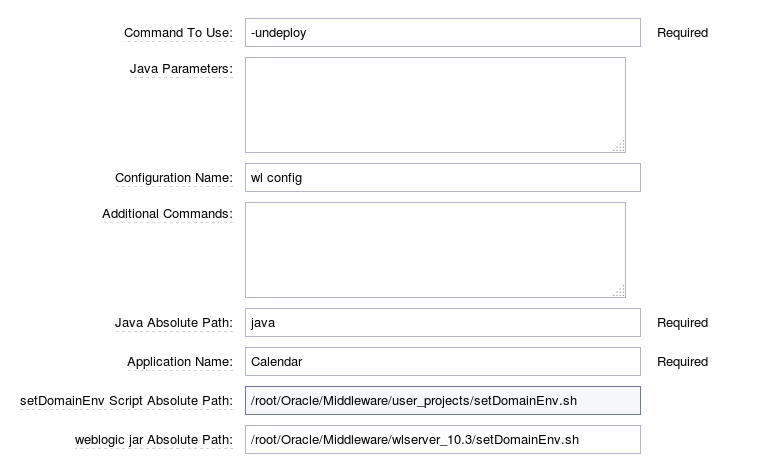 Command To Use: -undeploy Required
Java Parameters:
Configuration Name: wl config
Additional Commands:
Java Absolute Path: java Required
Application Name: Calendar Required
setDomainEnv Script Absolute Path: /root/Oracle/Middleware/user_projects/setDomainEnv.sh
weblogic jar Absolute Path: /root/Oracle/Middleware/wlserver_10.3/setDomainEnv.sh